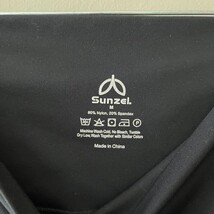 Sunzel
M
80% Nylon, 20% Spandex
Machine Wash Cold, No Bleach, Tumble
Dry Low, Wash Together with Similar Colors
Made in China